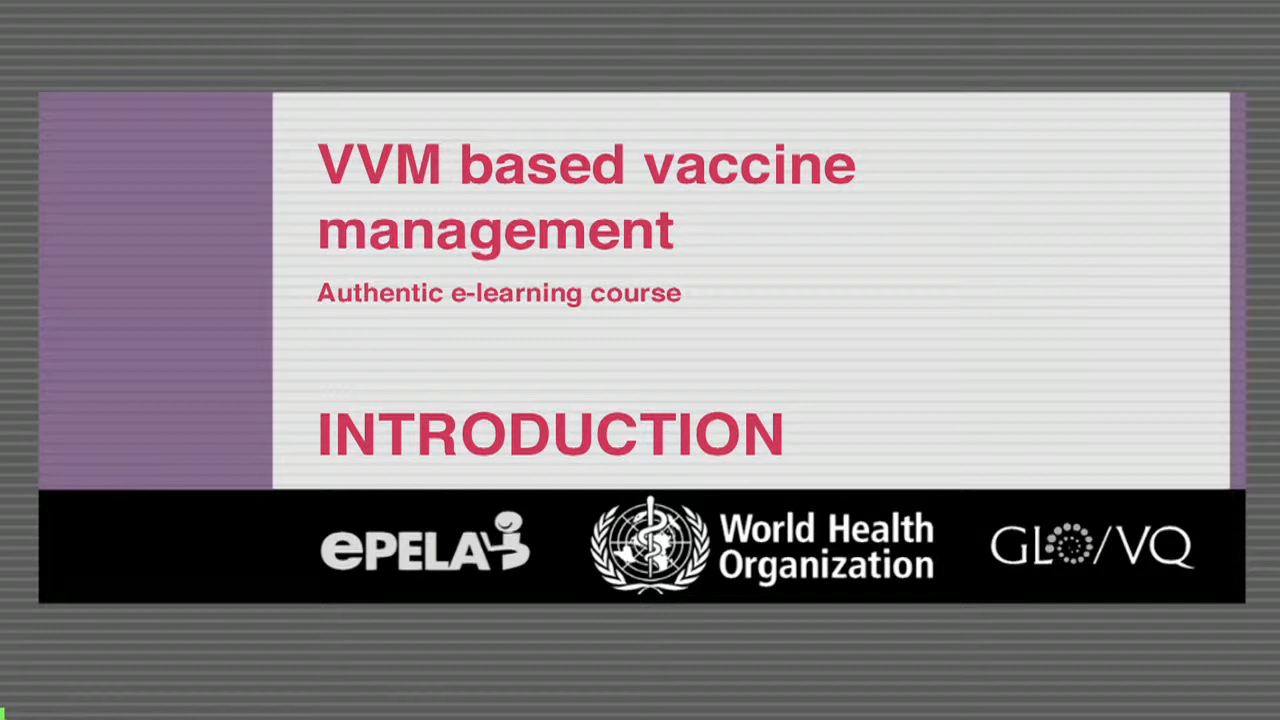 VVM based vaccine
management
Authentic e-learning course
INTRODUCTION
ePELA
World Health
Organization
GLO/VQ